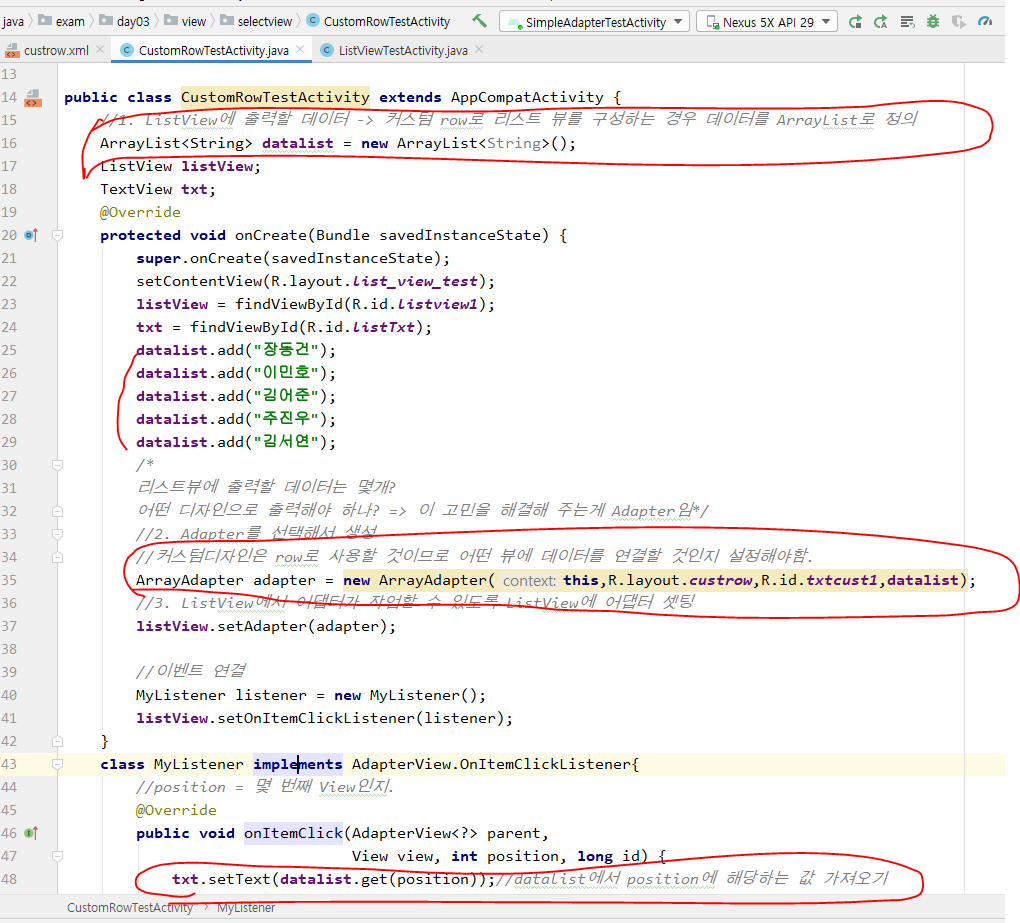 java exam day03 view selectview CustomRowTestActivity SimpleAdapterTestActivity Nexus 5X API 29
custrow.xml CustomRowTestActivity.java ListViewTestActivity.java
13
14 public class CustomRowTestActivity extends AppCompatActivity {
15 //1. ListView에 출력할 데이터 -> 커스텀 row로 리스트 뷰를 구성하는 경우 데이터를 ArrayList로 정의
16 ArrayList<String> datalist = new ArrayList<String>();
17 ListView listView;
18 TextView txt;
19 @Override
20 protected void onCreate(Bundle savedInstanceState) {
21 super.onCreate(savedInstanceState);
22 setContentView(R.layout.list_view_test);
23 listView = findViewById(R.id.listview1);
24 txt = findViewById(R.id.listTxt);
25 datalist.add("장동건");
26 datalist.add("이민호");
27 datalist.add("김어준");
28 datalist.add("주진우");
29 datalist.add("김서연");
30 /*
31 리스트뷰에 출력할 데이터는 몇개?
32 어떤 디자인으로 출력해야 하나? => 이 고민을 해결해 주는게 Adapter임*/
33 //2. Adapter를 선택해서 생성
34 //커스텀디자인은 row로 사용할 것이므로 어떤 뷰에 데이터를 연결할 것인지 설정해야함.
35 ArrayAdapter adapter = new ArrayAdapter( context: this,R.layout.custrow,R.id.txtcust1,datalist);
36 //3. ListView에서 어댑터가 작업할 수 있도록 ListView에 어댑터 셋팅
37 listView.setAdapter(adapter);
38
39 //이벤트 연결
40 MyListener listener = new MyListener();
41 listView.setOnItemClickListener(listener);
42 }
43 class MyListener implements AdapterView.OnItemClickListener{
44 //position = 몇 번째 View인지.
45 @Override
46 public void onItemClick(AdapterView<?> parent,
47 View view, int position, long id) {
48 txt.setText(datalist.get(position));//datalist에서 position에 해당하는 값 가져오기
CustomRowTestActivity MyListener